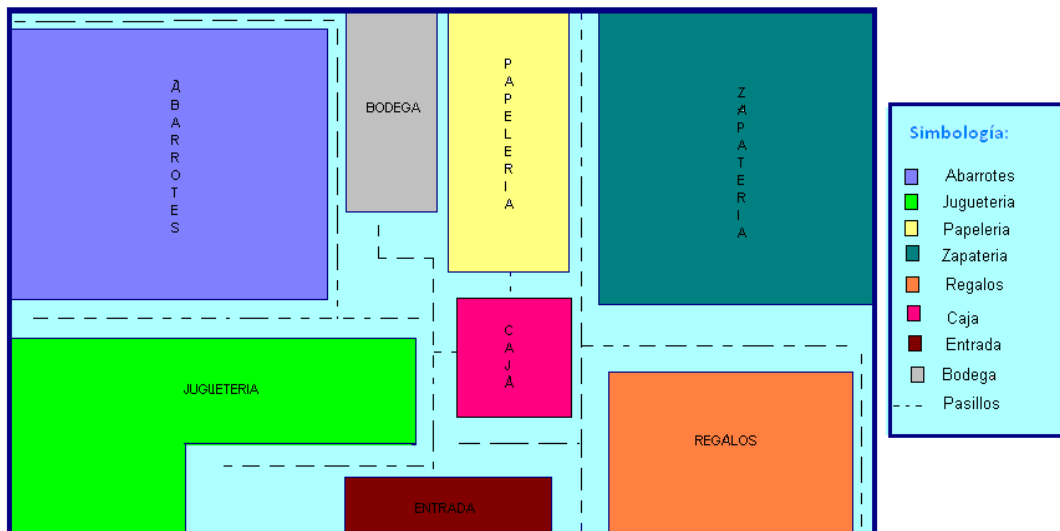 ABARROTES
BODEGA
PAPELERIA
ZAPATERIA
CAJA
JUGUETERIA
REGALOS
ENTRADA
Simbología:
Abarrotes
Jugueteria
Papeleria
Zapateria
Regalos
Caja
Entrada
Bodega
Pasillos